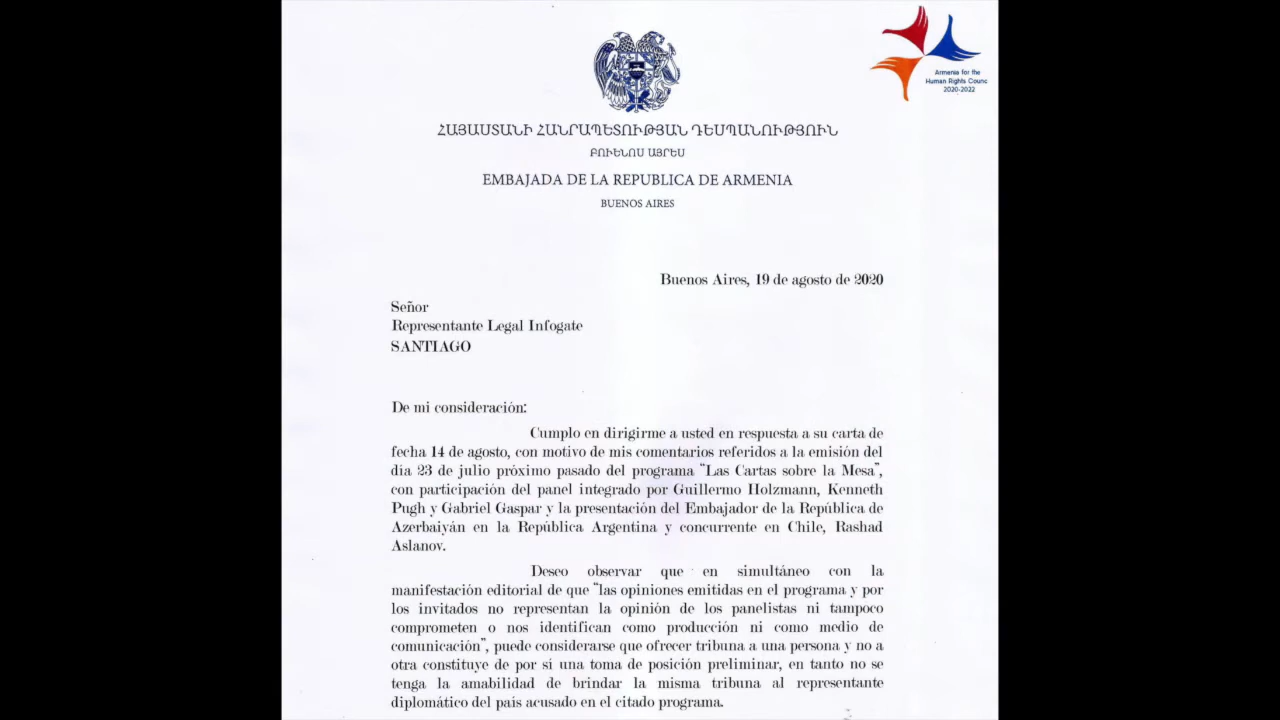 Armenia for the
Human Rights Counc
2020-2022
ՀԱՅԱՍՏԱՆԻ ՀԱՆՐԱՊԵՏՈՒԹՅԱՆ ԴԵՍՊԱՆՈՒԹՅՈՒՆ
ԲՈՒԵՆՈՍ ԱՅՐԵՍ
EMBAJADA DE LA REPUBLICA DE ARMENIA
BUENOS AIRES
Buenos Aires, 19 de agosto de 2020
Señor
Representante Legal Infogate
SANTIAGO
De mi consideración:
Cumplo en dirigirme a usted en respuesta a su carta de
fecha 14 de agosto, con motivo de mis comentarios referidos a la emisión del
día 23 de julio próximo pasado del programa "Las Cartas sobre la Mesa",
con participación del panel integrado por Guillermo Holzmann, Kenneth
Pugh y Gabriel Gaspar y la presentación del Embajador de la República de
Azerbaiyán en la República Argentina y concurrente en Chile, Rashad
Aslanov.
Deseo observar que en simultáneo con la
manifestación editorial de que "las opiniones emitidas en el programa y por
los invitados no representan la opinión de los panelistas ni tampoco
comprometen o nos identifican como producción ni como medio de
comunicación", puede considerarse que ofrecer tribuna a una persona y no a
otra constituye de por sí una toma de posición preliminar, en tanto no se
tenga la amabilidad de brindar la misma tribuna al representante
diplomático del país acusado en el citado programa.